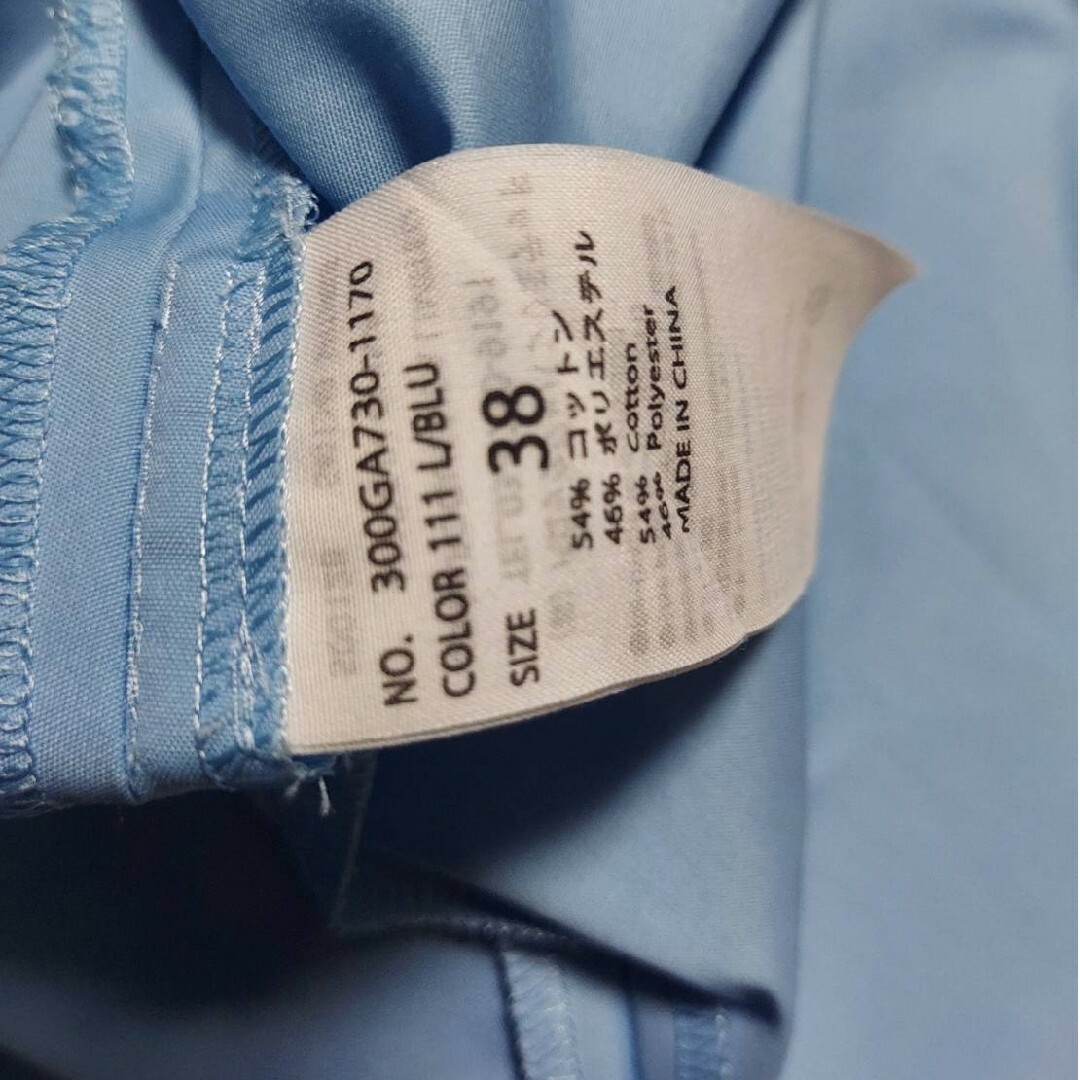 NO. 300GA730-1170
COLOR 111 L/BLU
SIZE 38
54% コットン
46% ポリエステル
54% Cotton
46% Polyester
MADE IN CHINA